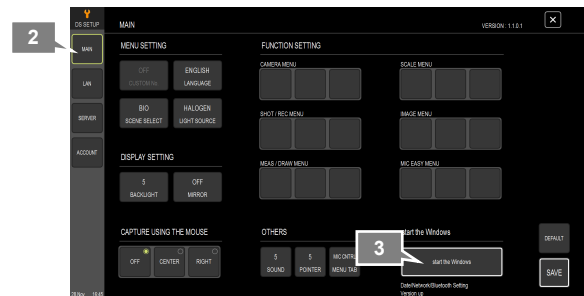 DS SETUP
MAIN
VERSION : 1.1.0.1
2
MAIN
LAN
SERVER
ACCOUNT
MENU SETTING
OFF
CUSTOM No
ENGLISH
LANGUAGE
BIO
SCENE SELECT
HALOGEN
LIGHT SOURCE
DISPLAY SETTING
5
BACKLIGHT
OFF
MIRROR
CAPTURE USING THE MOUSE
OFF
CENTER
RIGHT
FUNCTION SETTING
CAMERA MENU
SCALE MENU
SHOT / REC MENU
IMAGE MENU
MEAS / DRAW MENU
MIC EASY MENU
OTHERS
5
SOUND
5
POINTER
MIC CNTRL
MENU TAB
3
start the Windows
start the Windows
Date/Network/Bluetooth Setting
Version up
DEFAULT
SAVE